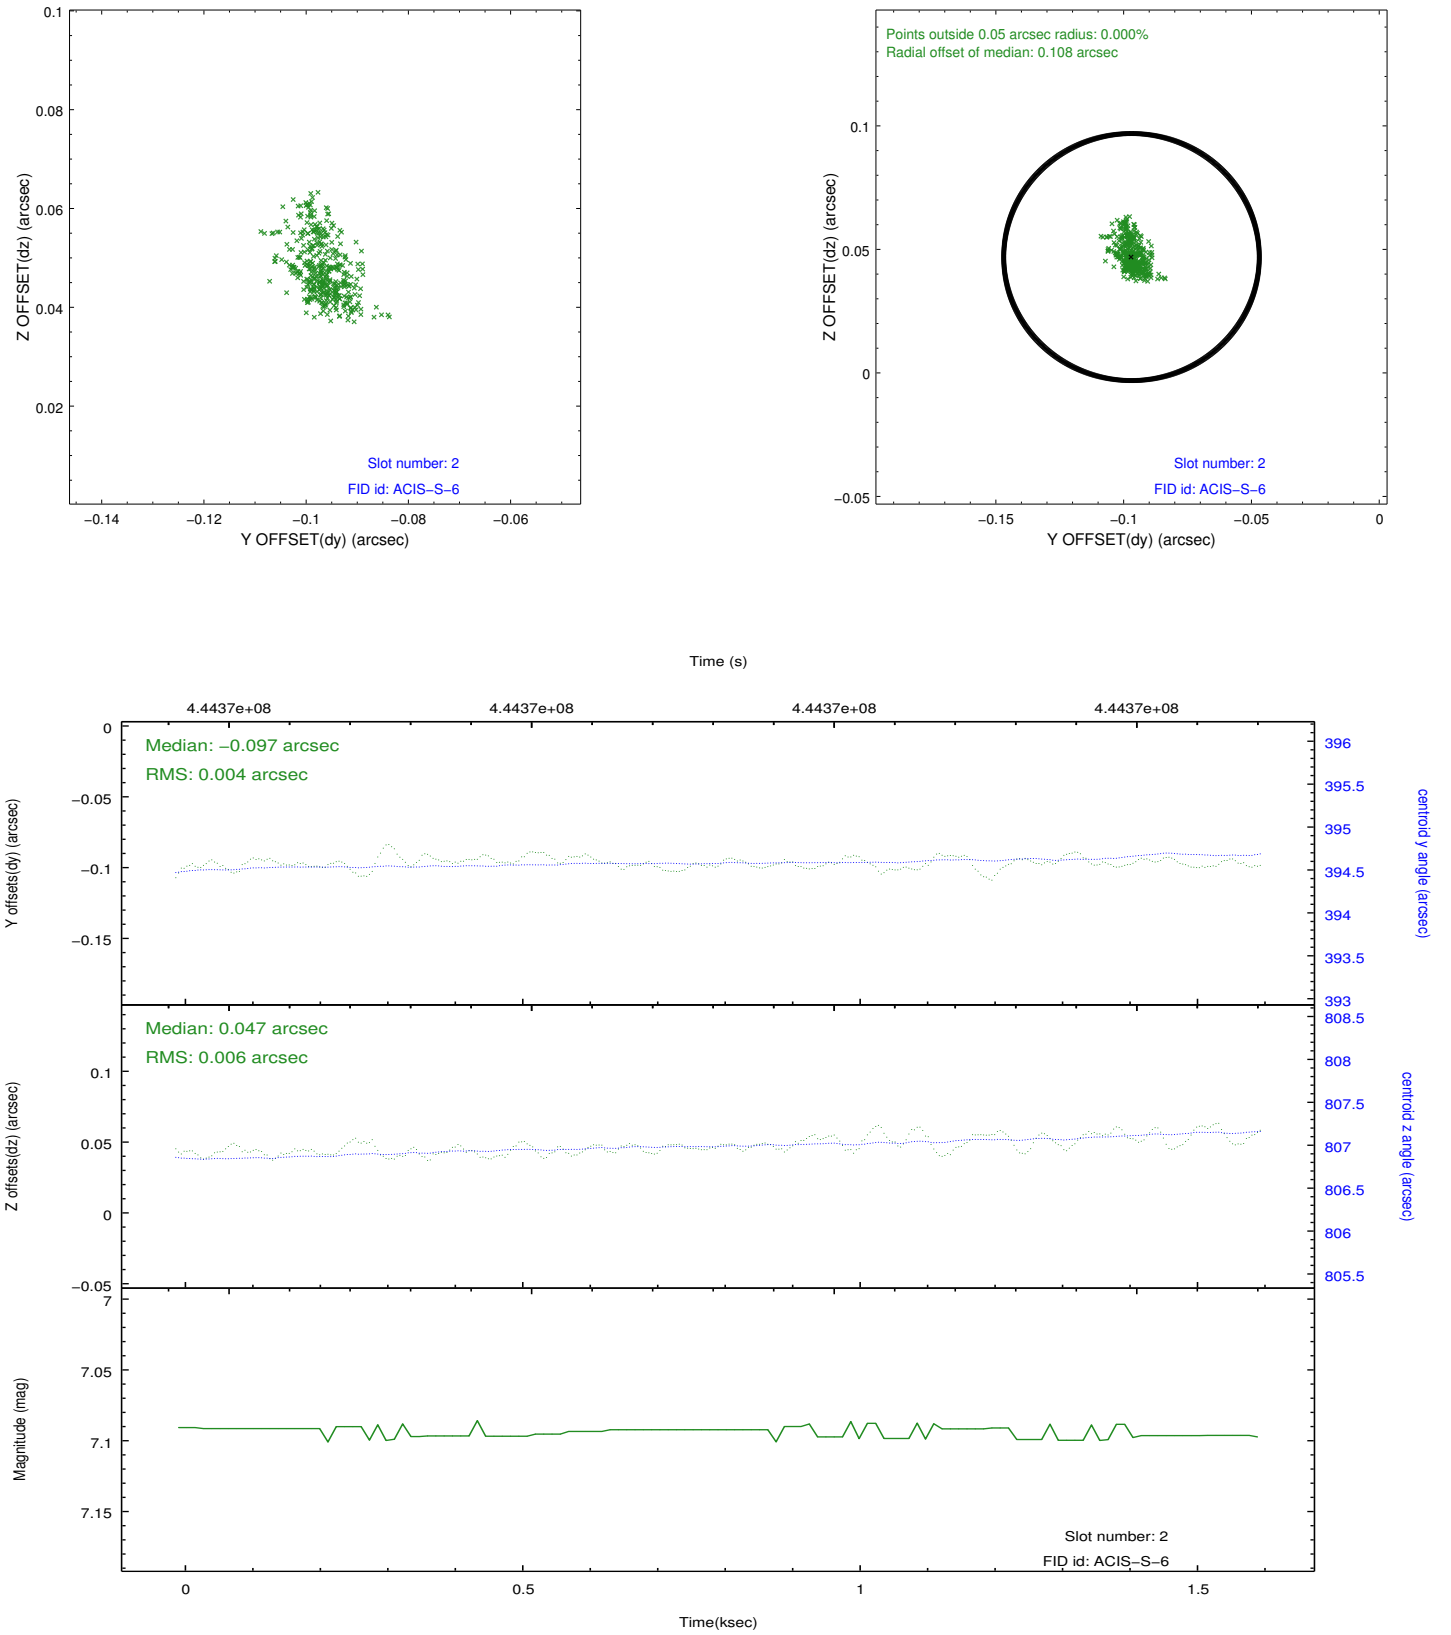 0.1
0.08
0.06
0.04
0.02
Z OFFSET(dz) (arcsec)
Slot number: 2
FID id: ACIS−S−6
−0.14 −0.12 −0.1 −0.08 −0.06
Y OFFSET(dy) (arcsec)
Points outside 0.05 arcsec radius: 0.000%
Radial offset of median: 0.108 arcsec
0.1
0.05
0
−0.05
Z OFFSET(dz) (arcsec)
Slot number: 2
FID id: ACIS−S−6
−0.15 −0.1 −0.05 0
Y OFFSET(dy) (arcsec)
Time (s)
4.4437e+08 4.4437e+08 4.4437e+08 4.4437e+08
Median: −0.097 arcsec
RMS: 0.004 arcsec
0
−0.05
−0.1
−0.15
Y offsets(dy) (arcsec)
396
395.5
395
394.5
394
393.5
393
centroid y angle (arcsec)
Median: 0.047 arcsec
RMS: 0.006 arcsec
0.1
0.05
0
−0.05
Z offsets(dz) (arcsec)
808.5
808
807.5
807
806.5
806
805.5
centroid z angle (arcsec)
7
7.05
7.1
7.15
Magnitude (mag)
Slot number: 2
FID id: ACIS−S−6
0 0.5 1 1.5
Time(ksec)